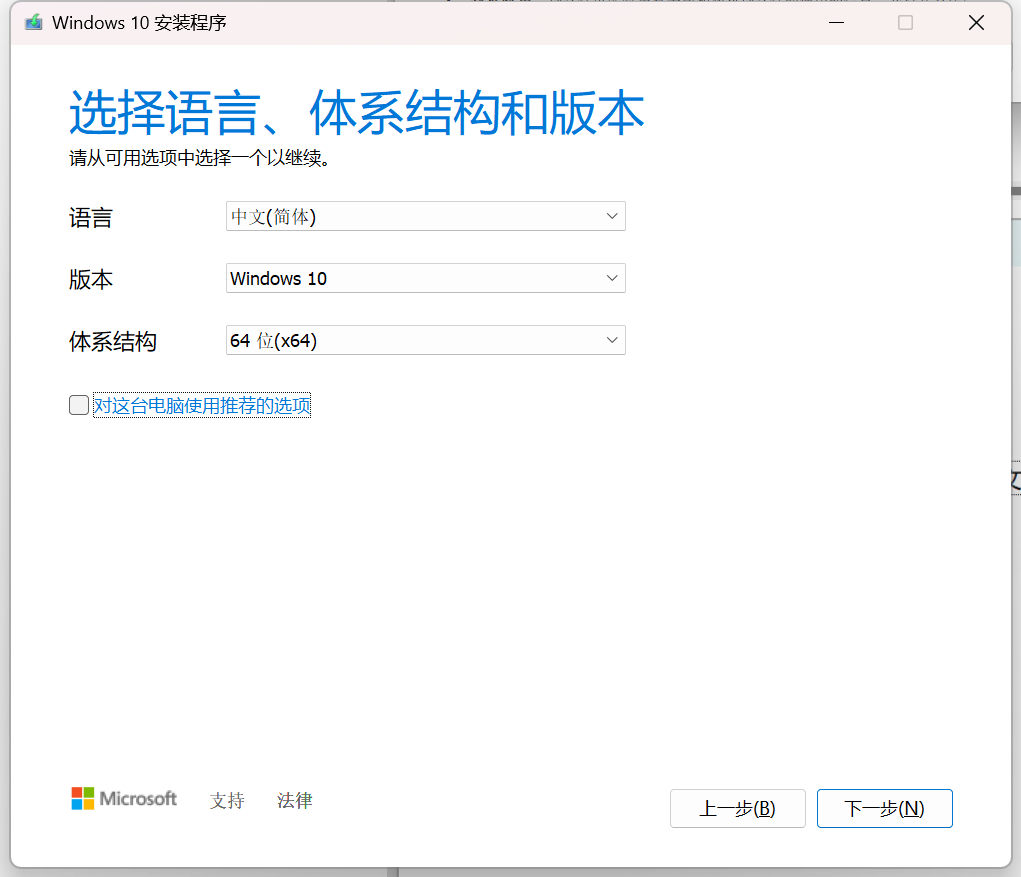 Windows 10 安装程序
选择语言、体系结构和版本
请从可用选项中选择一个以继续。
语言 中文(简体)
版本 Windows 10
体系结构 64 位(x64)
对这台电脑使用推荐的选项
Microsoft 支持 法律 上一步(B) 下一步(N)